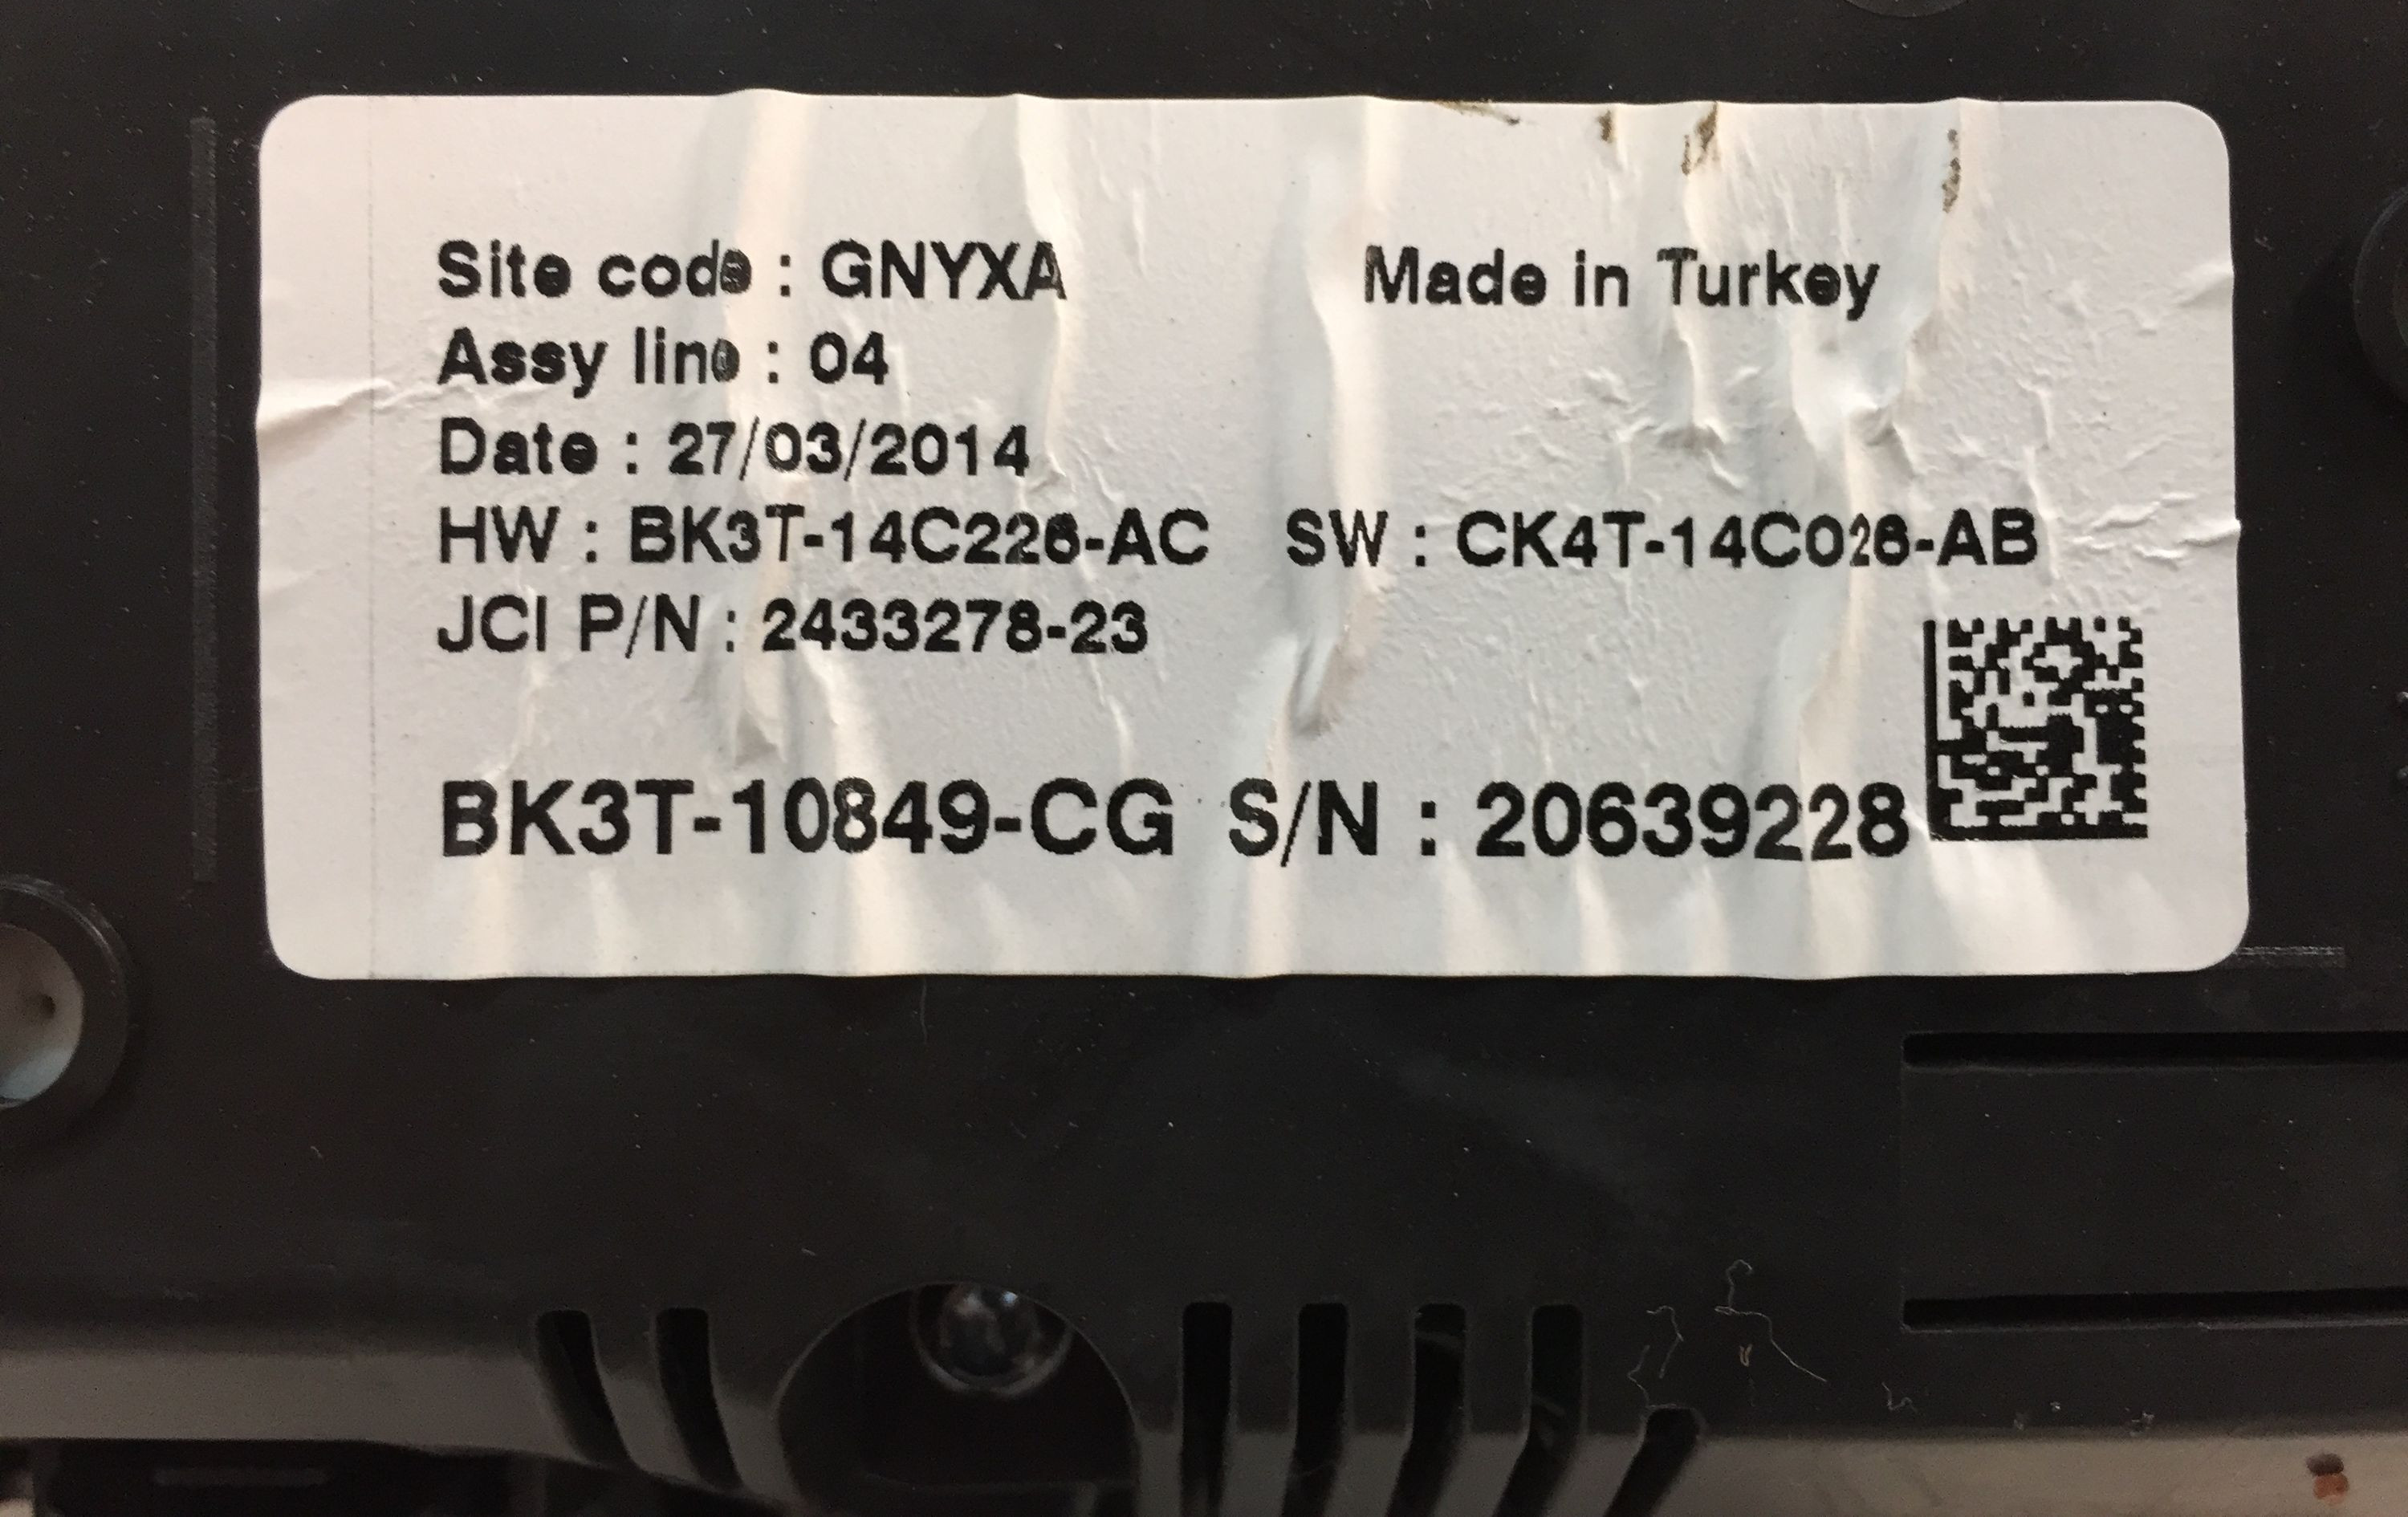 Site code : GNYXA Made in Turkey
Assy line : 04
Date : 27/03/2014
HW : BK3T-14C226-AC SW : CK4T-14C026-AB
JCI P/N : 2433278-23
BK3T-10849-CG S/N : 20639228